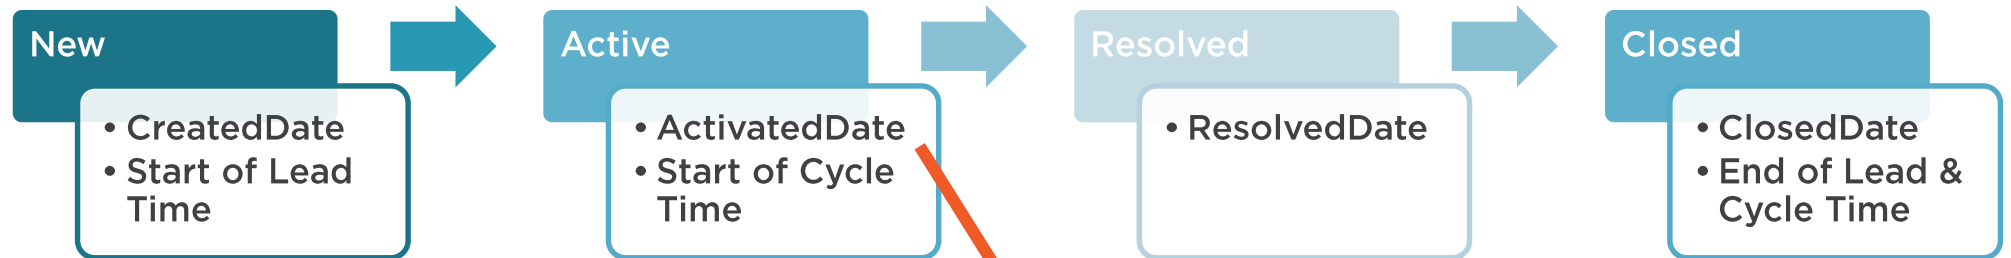 New
• CreatedDate
• Start of Lead
Time
Active
• ActivatedDate
• Start of Cycle
Time
Resolved
• ResolvedDate
Closed
• ClosedDate
• End of Lead &
Cycle Time